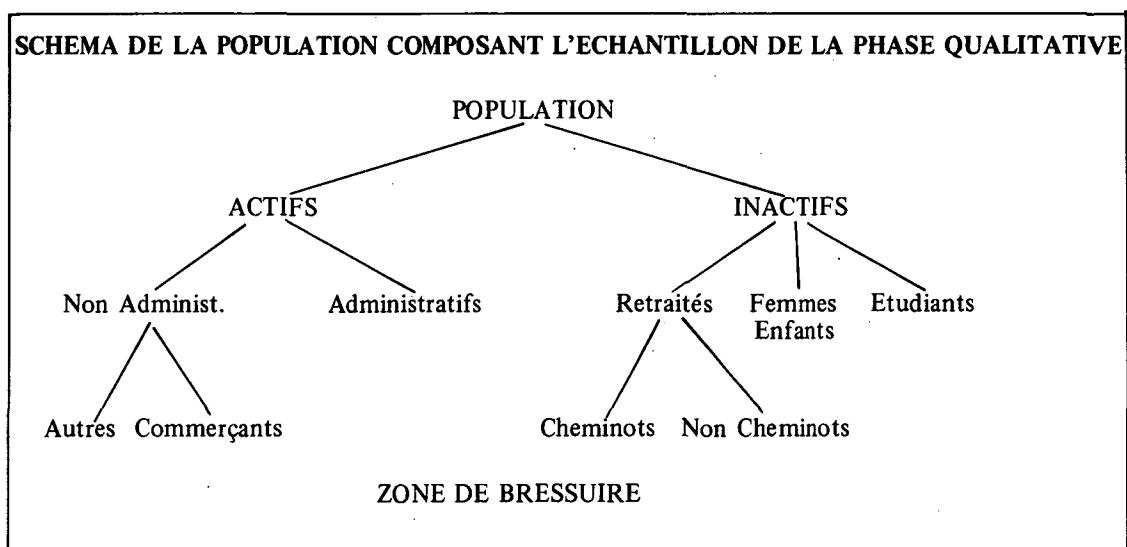 SCHEMA DE LA POPULATION COMPOSANT L'ECHANTILLON DE LA PHASE QUALITATIVE
POPULATION
ACTIFS INACTIFS
Non Administ. Administratifs Retraités Femmes Enfants Etudiants
Autres Commerçants Cheminots Non Cheminots
ZONE DE BRESSUIRE